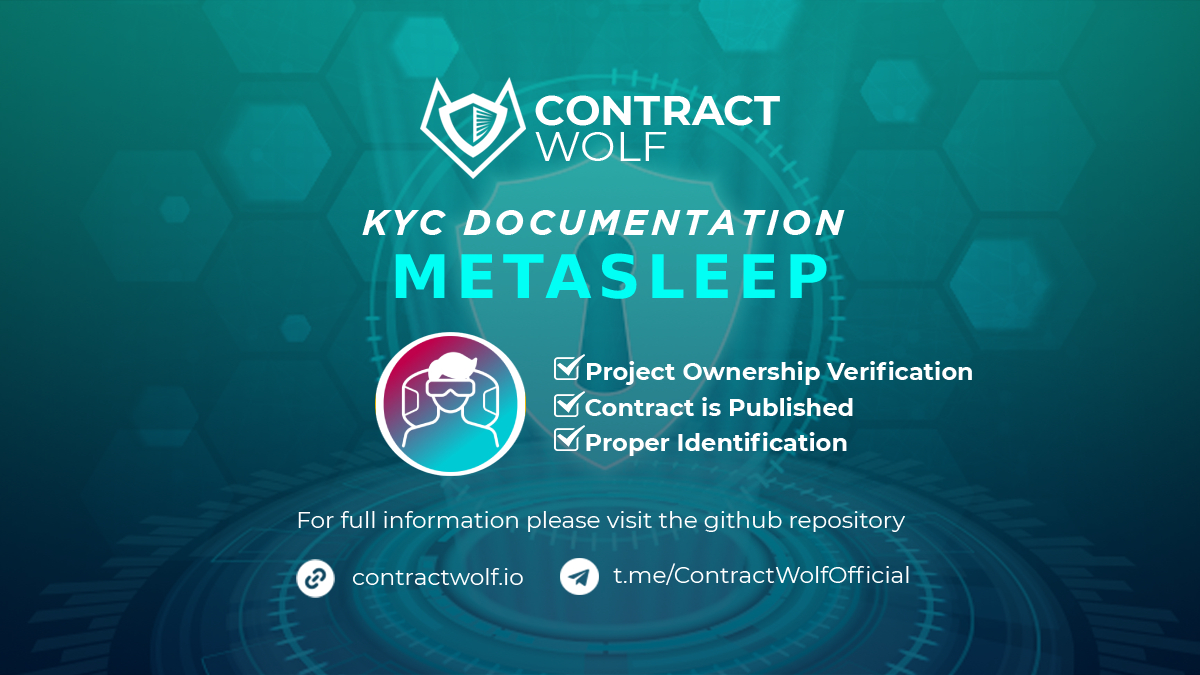 CONTRACT
WOLF
KYC DOCUMENTATION
METASLEEP
Project Ownership Verification
Contract is Published
Proper Identification
For full information please visit the github repository
contractwolf.io
t.me/ContractWolfOfficial